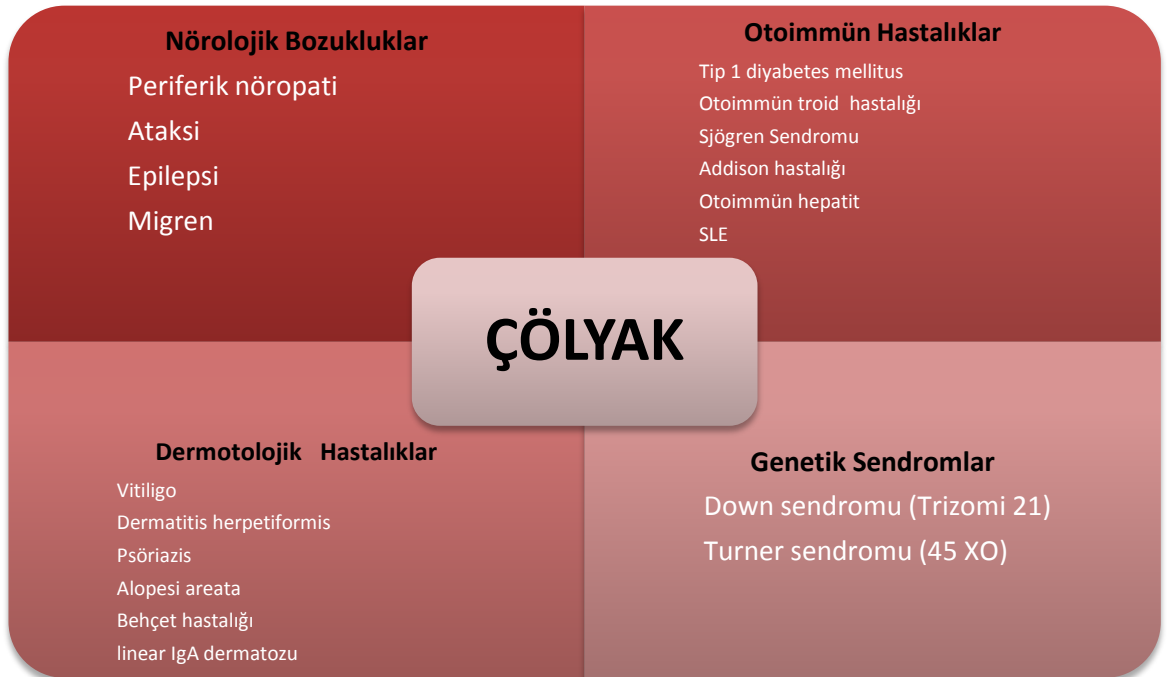 Nörolojik Bozukluklar
Periferik nöropati
Ataksi
Epilepsi
Migren
Otoimmün Hastalıklar
Tip 1 diyabetes mellitus
Otoimmün troid hastalığı
Sjögren Sendromu
Addison hastalığı
Otoimmün hepatit
SLE
ÇÖLYAK
Dermotolojik Hastalıklar
Vitiligo
Dermatitis herpetiformis
Psöriazis
Alopesi areata
Behçet hastalığı
linear IgA dermatozu
Genetik Sendromlar
Down sendromu (Trizomi 21)
Turner sendromu (45 XO)